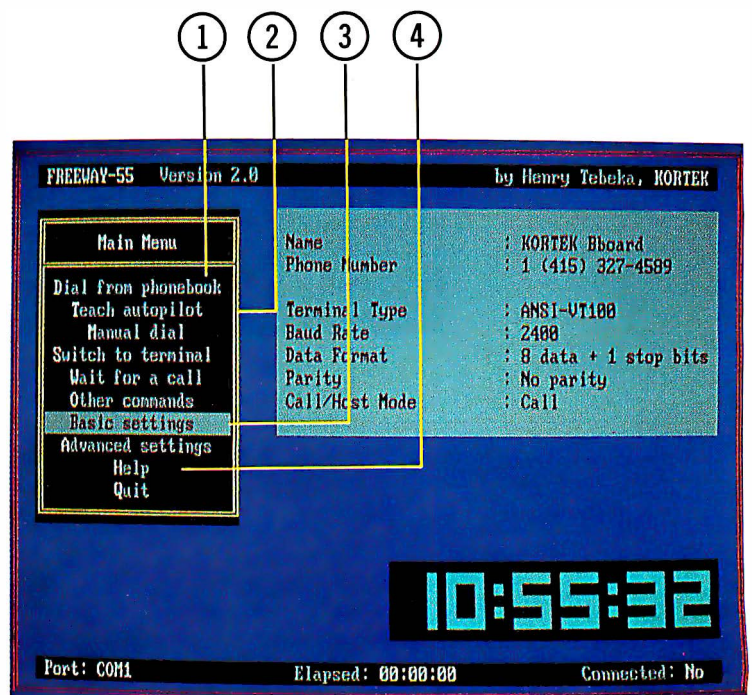 1 2 3 4
FREEWAY-55 Version 2.0 by Henry Tebeka, KORTEK
Main Menu
Dial from phonebook
Teach autopilot
Manual dial
Switch to terminal
Wait for a call
Other commands
Basic settings
Advanced settings
Help
Quit
Name : KORTEK Bboard
Phone Number : 1 (415) 327-4589
Terminal Type : ANSI-VT100
Baud Rate : 2400
Data Format : 8 data + 1 stop bits
Parity : No parity
Call/Host Mode : Call
10:55:32
Port: COM1 Elapsed: 00:00:00 Connected: No